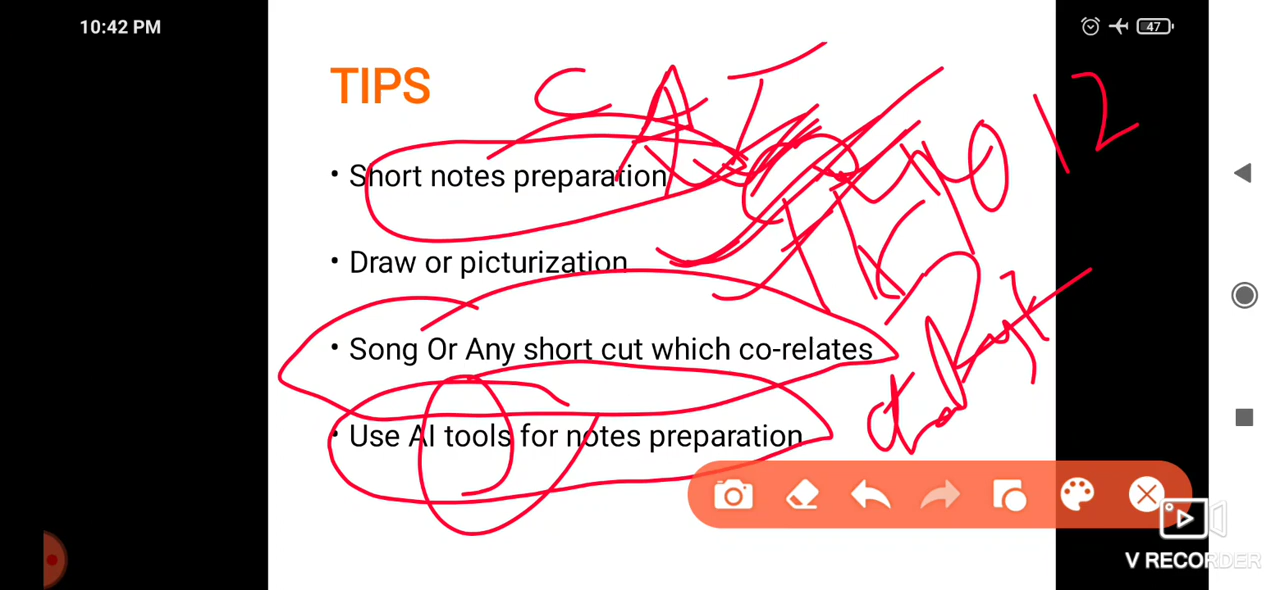 10:42 PM
47
TIPS
CAT
12
• Short notes preparation
• Draw or picturization
• Song Or Any short cut which co-relates
• Use AI tools for notes preparation
V RECORDER